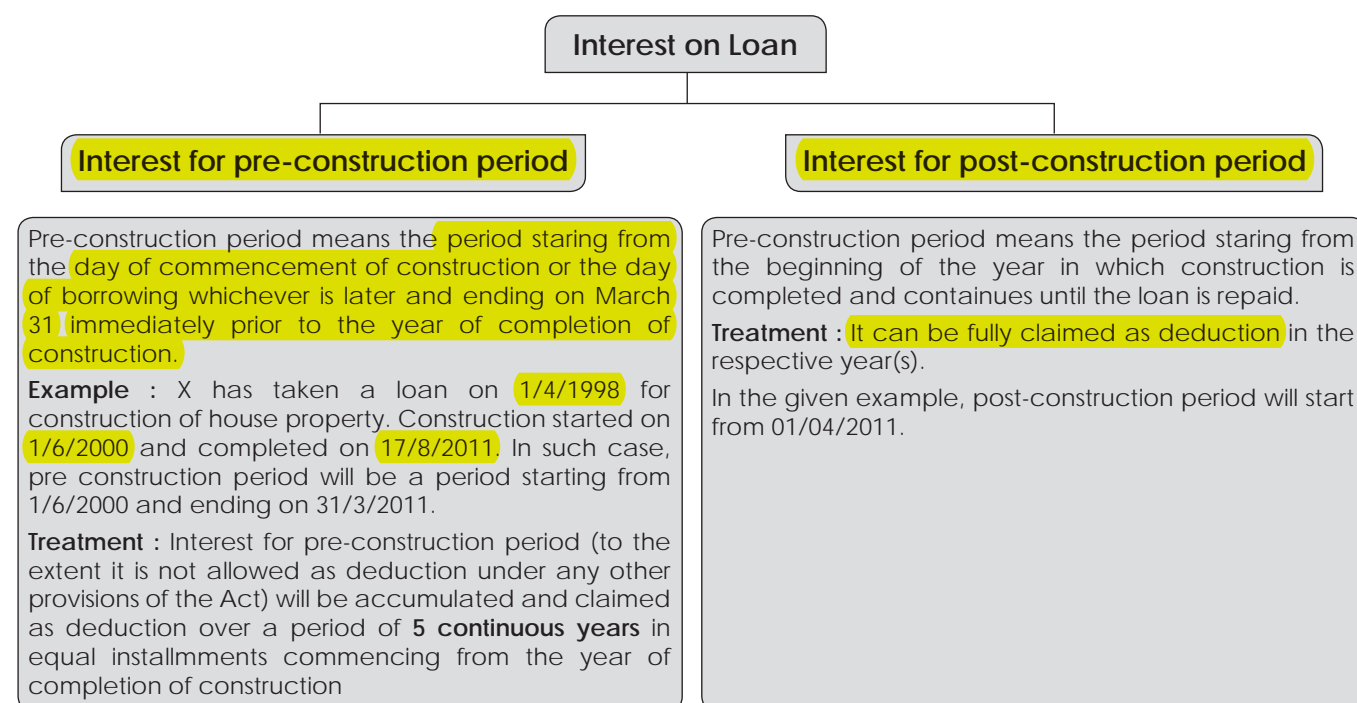 Interest on Loan
Interest for pre-construction period
Pre-construction period means the period staring from
the day of commencement of construction or the day
of borrowing whichever is later and ending on March
31 immediately prior to the year of completion of
construction.
Example : X has taken a loan on 1/4/1998 for
construction of house property. Construction started on
1/6/2000 and completed on 17/8/2011. In such case,
pre construction period will be a period starting from
1/6/2000 and ending on 31/3/2011.
Treatment : Interest for pre-construction period (to the
extent it is not allowed as deduction under any other
provisions of the Act) will be accumulated and claimed
as deduction over a period of 5 continuous years in
equal installmments commencing from the year of
completion of construction
Interest for post-construction period
Pre-construction period means the period staring from
the beginning of the year in which construction is
completed and containues until the loan is repaid.
Treatment : It can be fully claimed as deduction in the
respective year(s).
In the given example, post-construction period will start
from 01/04/2011.